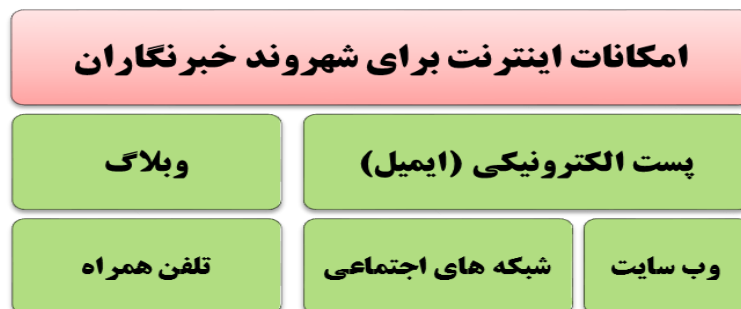 امکانات اینترنت برای شهروند خبرنگاران
پست الکترونیکی (ایمیل)
وبلاگ
وب سایت
شبکه های اجتماعی
تلفن همراه